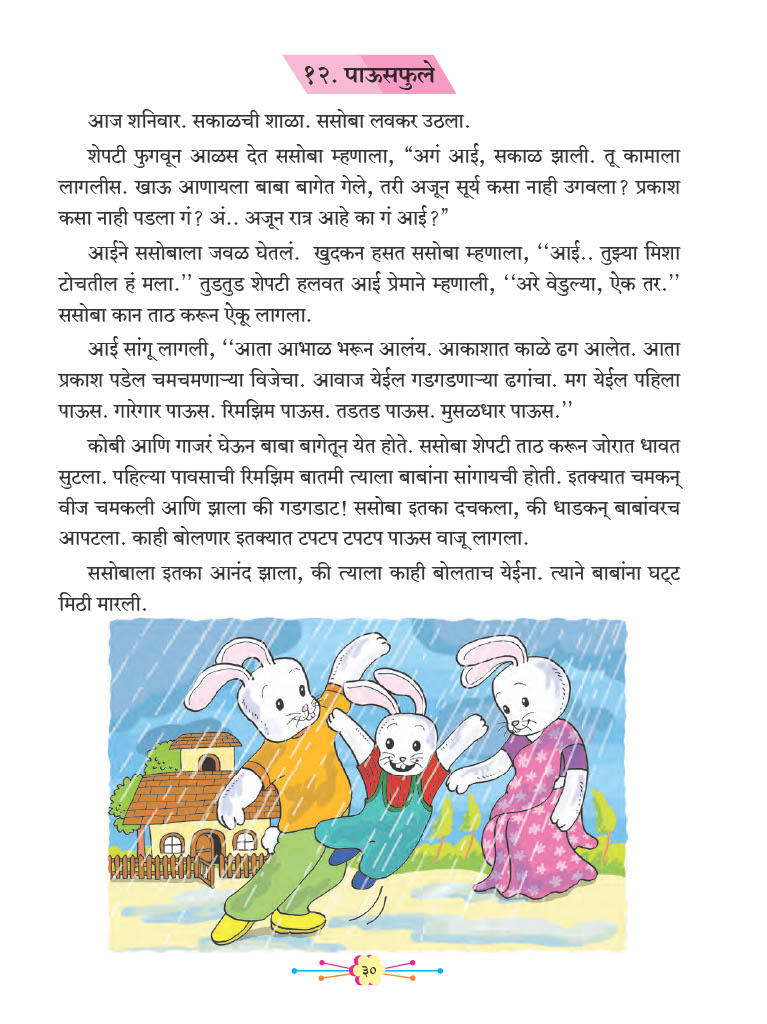 १२. पाऊसफुले
आज शनिवार. सकाळची शाळा. ससोबा लवकर उठला.
शेपटी फुगवून आळस देत ससोबा म्हणाला, “अगं आई, सकाळ झाली. तू कामाला
लागलीस. खाऊ आणायला बाबा बागेत गेले, तरी अजून सूर्य कसा नाही उगवला? प्रकाश
कसा नाही पडला गं? अं.. अजून रात्र आहे का गं आई?”
आईने ससोबाला जवळ घेतलं. खुदकन हसत ससोबा म्हणाला, ‘‘आई.. तुझ्या मिशा
टोचतील हं मला.’’ तुडतुड शेपटी हलवत आई प्रेमाने म्हणाली, ‘‘अरे वेडुल्या, ऐक तर.’’
ससोबा कान ताठ करून ऐकू लागला.
आई सांगू लागली, ‘‘आता आभाळ भरून आलंय. आकाशात काळे ढग आलेत. आता
प्रकाश पडेल चमचमणाऱ्या विजेचा. आवाज येईल गडगडणाऱ्या ढगांचा. मग येईल पहिला
पाऊस. गारेगार पाऊस. रिमझिम पाऊस. तडतड पाऊस. मुसळधार पाऊस.’’
कोबी आणि गाजरं घेऊन बाबा बागेतून येत होते. ससोबा शेपटी ताठ करून जोरात धावत
सुटला. पहिल्या पावसाची रिमझिम बातमी त्याला बाबांना सांगायची होती. इतक्यात चमकन्
वीज चमकली आणि झाला की गडगडाट! ससोबा इतका दचकला, की धाडकन् बाबांवरच
आपटला. काही बोलणार इतक्यात टपटप टपटप पाऊस वाजू लागला.
ससोबाला इतका आनंद झाला, की त्याला काही बोलताच येईना. त्याने बाबांना घट्ट
मिठी मारली.
३०